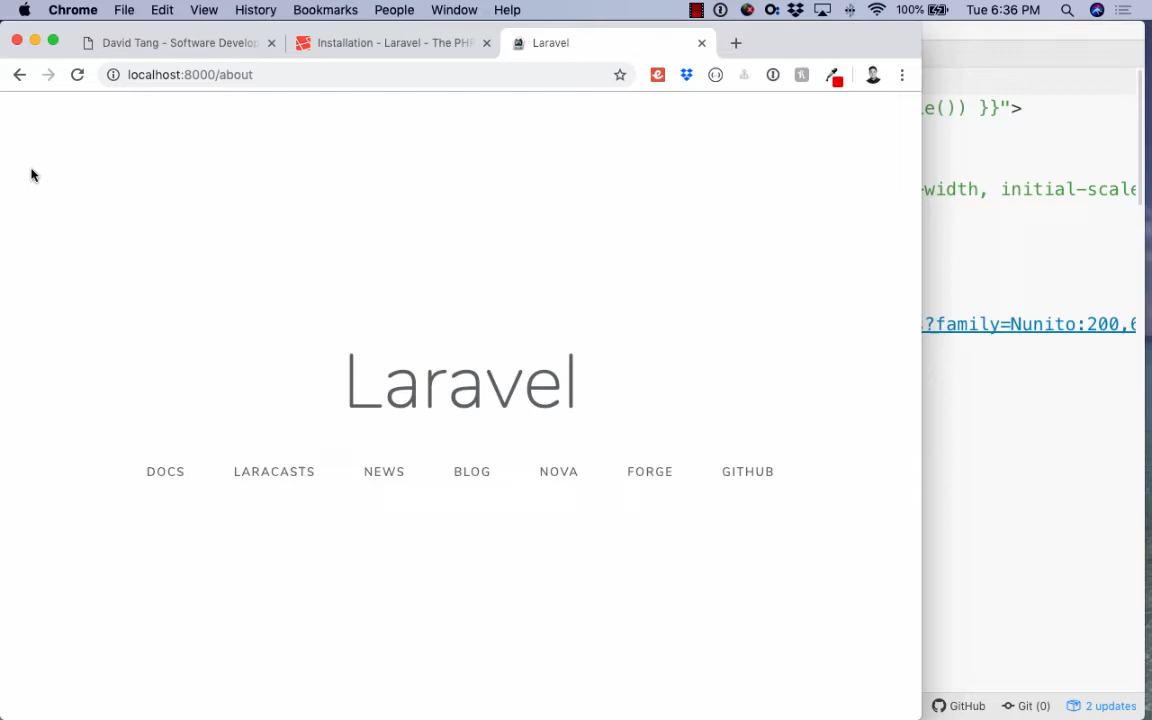 Chrome File Edit View History Bookmarks People Window Help 100% Tue 6:36 PM
David Tang - Software Develop Installation - Laravel - The PH Laravel
localhost:8000/about
e()) }}">
width, initial-scale
?family=Nunito:200,6
Laravel
DOCS LARACASTS NEWS BLOG NOVA FORGE GITHUB
GitHub Git (0) 2 updates